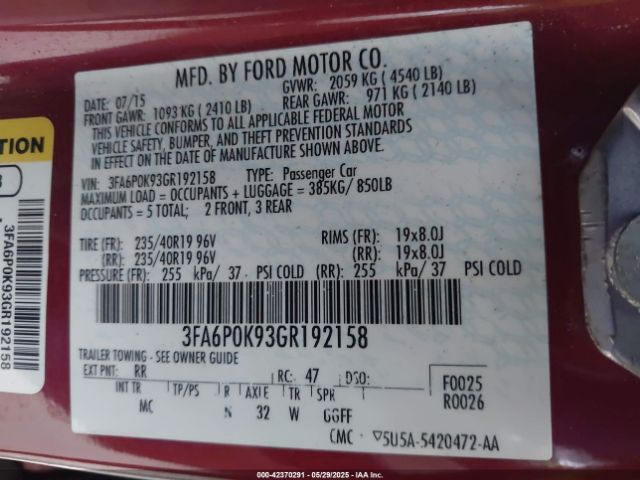 MFD. BY FORD MOTOR CO.
DATE: 07/15 GVWR: 2059 KG (4540 LB)
FRONT GAWR: 1093 KG (2410 LB) REAR GAWR: 971 KG (2140 LB)
THIS VEHICLE CONFORMS TO ALL APPLICABLE FEDERAL MOTOR
VEHICLE SAFETY, BUMPER, AND THEFT PREVENTION STANDARDS
IN EFFECT ON THE DATE OF MANUFACTURE SHOWN ABOVE.
VIN: 3FA6P0K93GR192158 TYPE: Passenger Car
MAXIMUM LOAD = OCCUPANTS + LUGGAGE = 385KG/ 850LB
OCCUPANTS = 5 TOTAL; 2 FRONT, 3 REAR
TIRE (FR): 235/40R19 96V RIMS (FR): 19x8.0J
(RR): 235/40R19 96V (RR): 19x8.0J
PRESSURE (FR): 255 kPa/ 37 PSI COLD (RR): 255 kPa/ 37 PSI COLD
3FA6P0K93GR192158
TRAILER TOWING - SEE OWNER GUIDE
EXT PNT: RR RC: 47 DSO: F0025
INT TR TP/PS R AXLE TR SPR R0026
MC N 32 W GGFF
CMC ▽5U5A-5420472-AA
3FA6P0K93GR192158
000-42370291 - 05/29/2025 - IAA Inc.